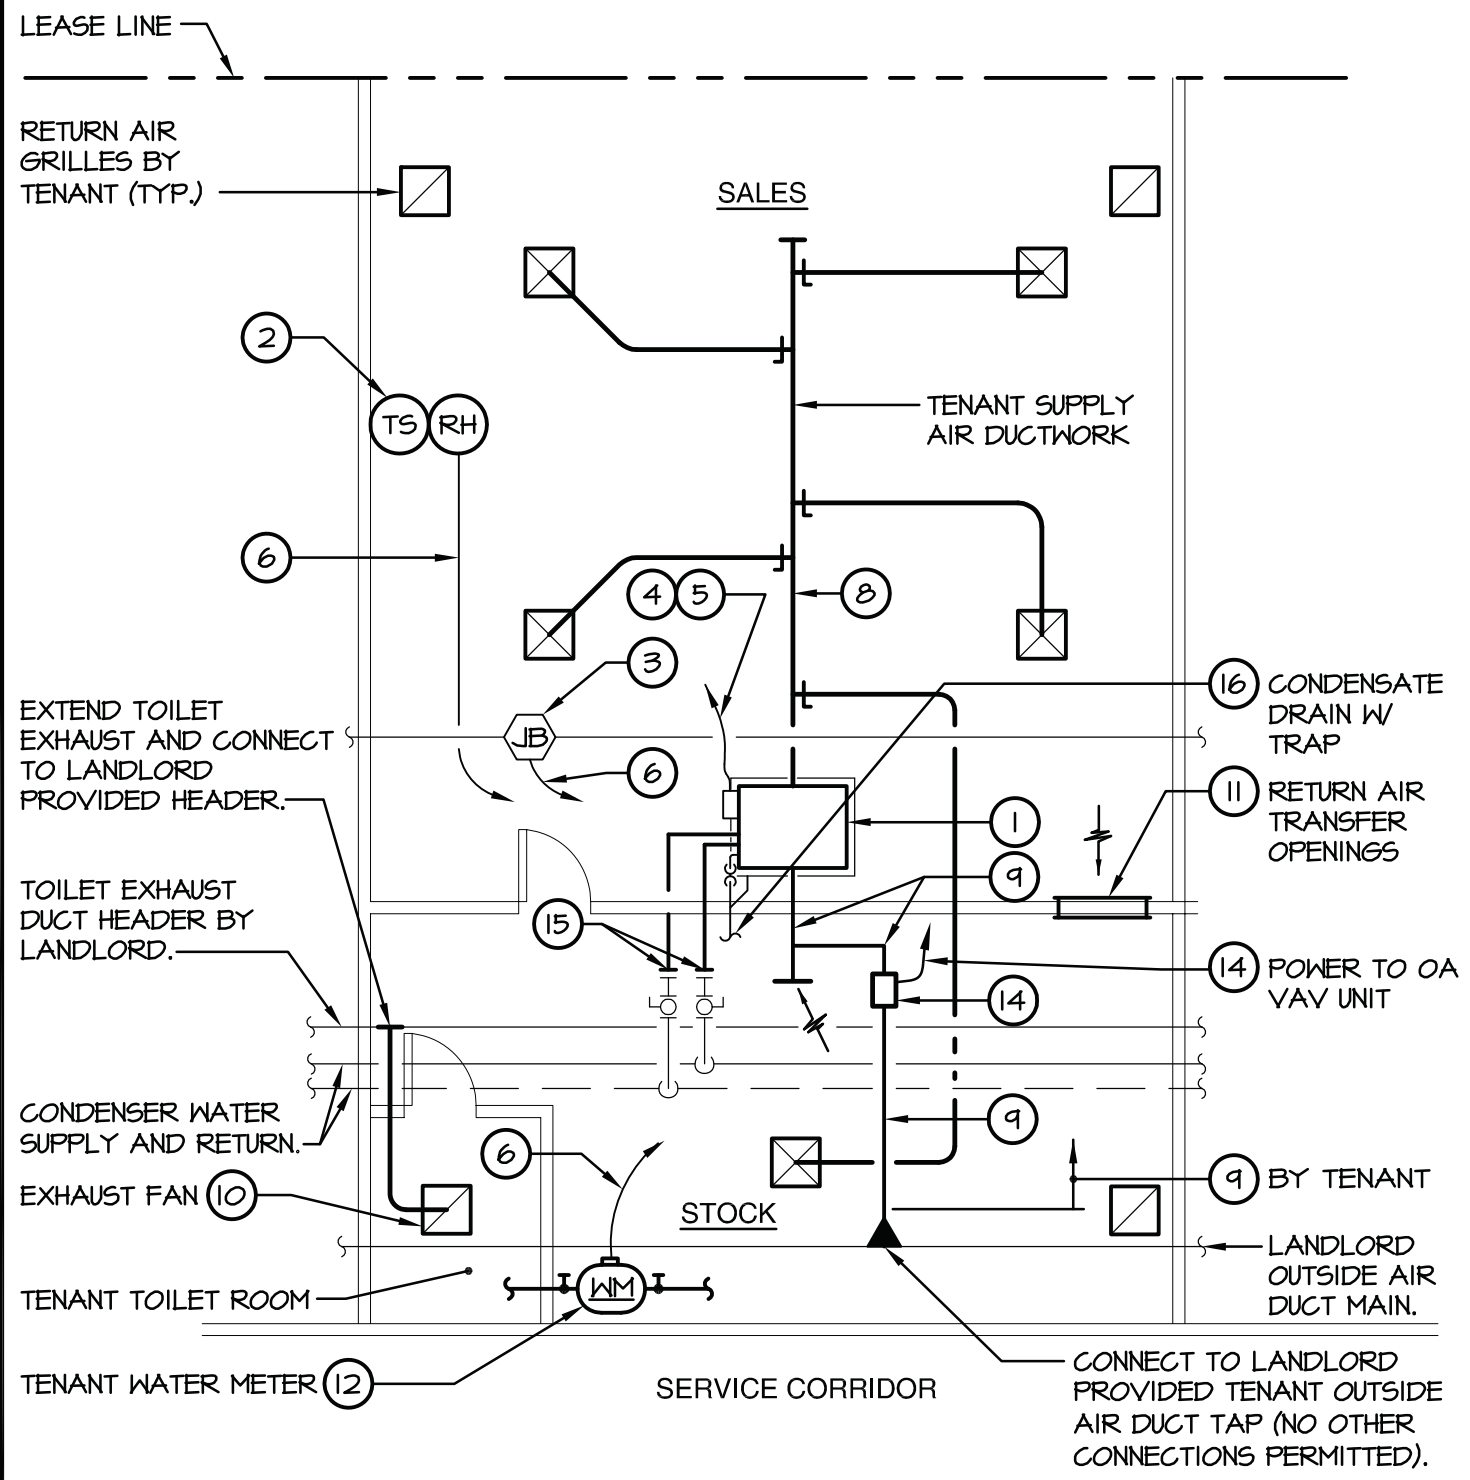 LEASE LINE
RETURN AIR
GRILLES BY
TENANT (TYP.)
SALES
2
TS RH
TENANT SUPPLY
AIR DUCTWORK
6
4 5
8
3
16 CONDENSATE
DRAIN W/
TRAP
EXTEND TOILET
EXHAUST AND CONNECT
TO LANDLORD
PROVIDED HEADER.
JB
6
11 RETURN AIR
TRANSFER
OPENINGS
1
9
TOILET EXHAUST
DUCT HEADER BY
LANDLORD.
15
14 POWER TO OA
VAV UNIT
14
CONDENSER WATER
SUPPLY AND RETURN.
9
6
9 BY TENANT
EXHAUST FAN 10
STOCK
LANDLORD
OUTSIDE AIR
DUCT MAIN.
TENANT TOILET ROOM
WM
TENANT WATER METER 12
SERVICE CORRIDOR
CONNECT TO LANDLORD
PROVIDED TENANT OUTSIDE
AIR DUCT TAP (NO OTHER
CONNECTIONS PERMITTED).